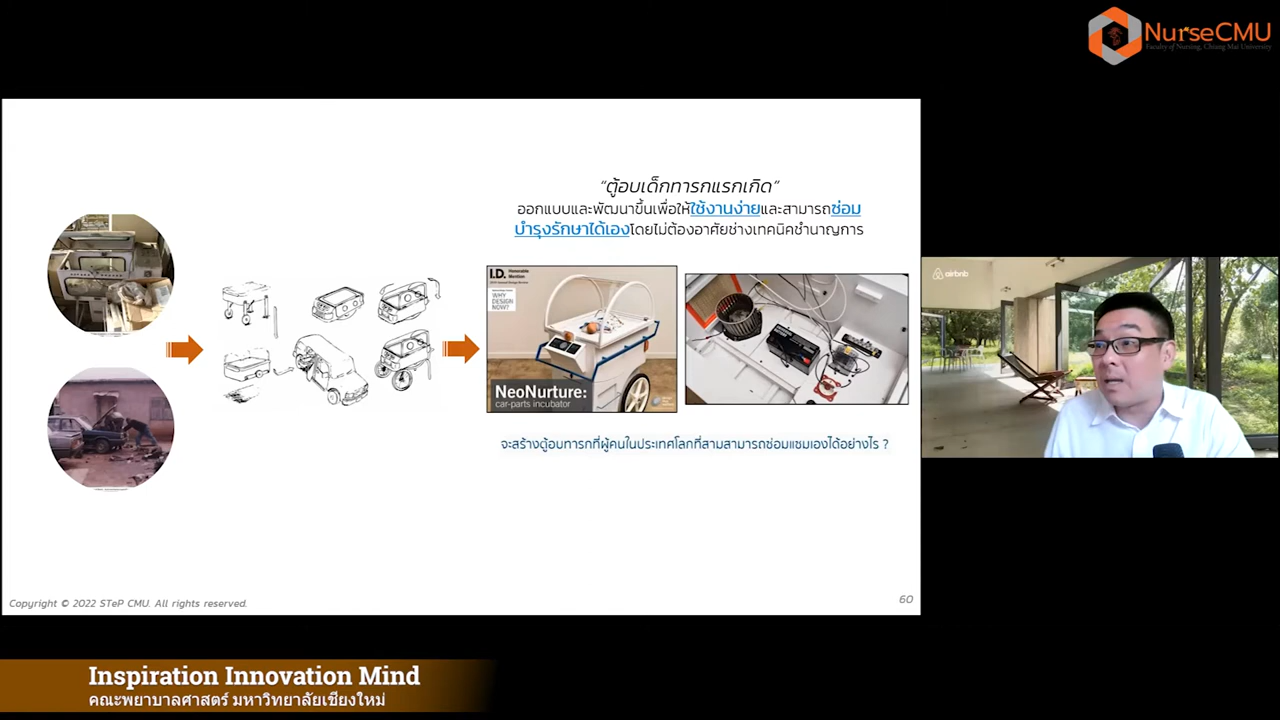 NurseCMU
Faculty of Nursing, Chiang Mai University
“ตู้อบเด็กทารกแรกเกิด”
ออกแบบและพัฒนาขึ้นเพื่อให้ใช้งานง่ายและสามารถซ่อม
บำรุงรักษาได้เองโดยไม่ต้องอาศัยช่างเทคนิคชำนาญการ
I.D. Honorable
Mention
WHY
DESIGN
NOW?
NeoNurture:
car-parts incubator
airbnb
จะสร้างตู้อบทารกที่ผู้คนในประเทศโลกที่สามสามารถซ่อมแซมเองได้อย่างไร ?
Copyright © 2022 STeP CMU. All rights reserved.
60
Inspiration Innovation Mind
คณะพยาบาลศาสตร์ มหาวิทยาลัยเชียงใหม่